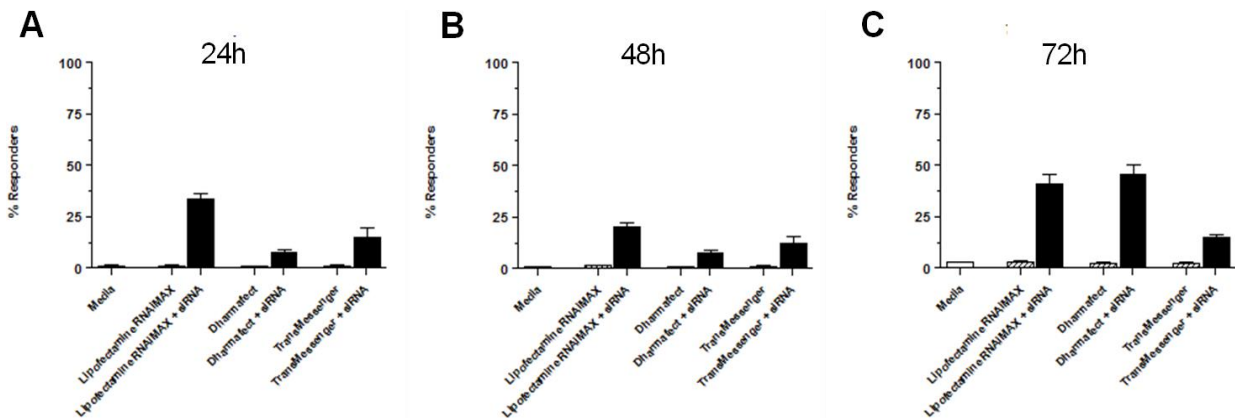 A
24h
% Responders
100
75
50
25
0
Media
Lipofectamine RNAiMAX
Lipofectamine RNAiMAX + siRNA
Dharmafect
Dharmafect + siRNA
TransMessenger
TransMessenger + siRNA
B
48h
% Responders
100
75
50
25
0
Media
Lipofectamine RNAiMAX
Lipofectamine RNAiMAX + siRNA
Dharmafect
Dharmafect + siRNA
TransMessenger
TransMessenger + siRNA
C
72h
% Responders
100
75
50
25
0
Media
Lipofectamine RNAiMAX
Lipofectamine RNAiMAX + siRNA
Dharmafect
Dharmafect + siRNA
TransMessenger
TransMessenger + siRNA